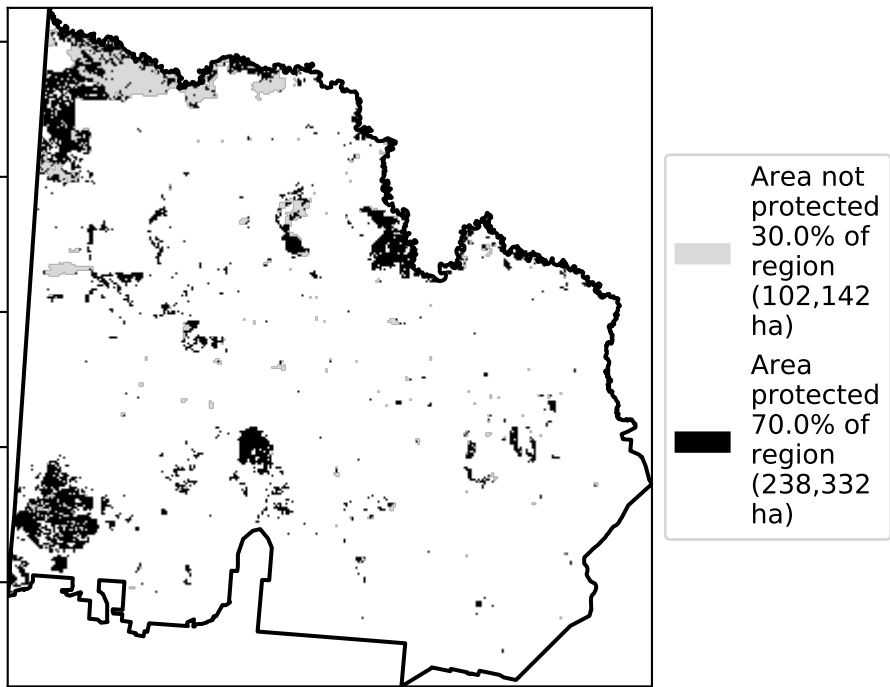 Area not
protected
30.0% of
region
(102,142
ha)
Area
protected
70.0% of
region
(238,332
ha)